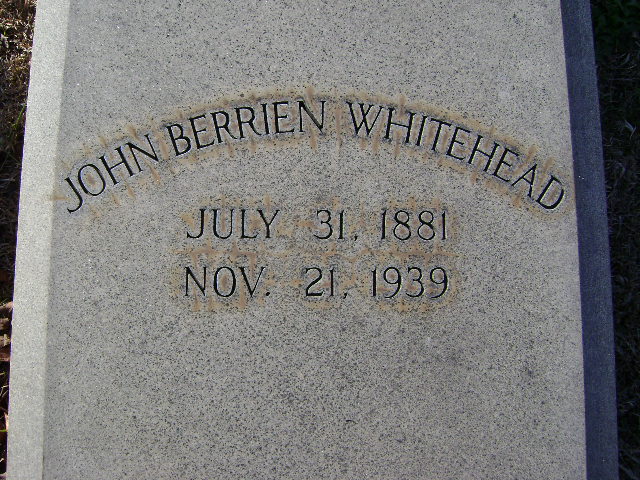 JOHN BERRIEN WHITEHEAD
JULY 31, 1881
NOV. 21, 1939